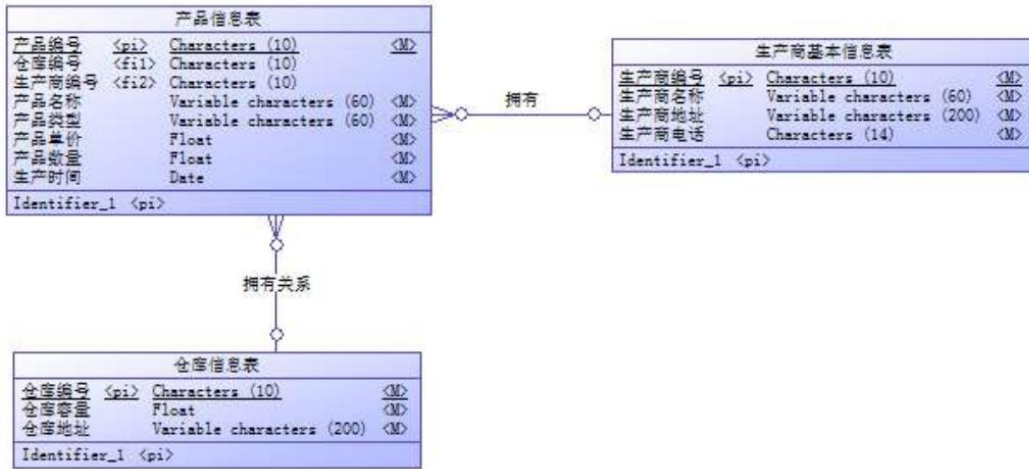 产品信息表
产品编号 <pi> Characters (10) <M>
仓库编号 <fi1> Characters (10)
生产商编号 <fi2> Characters (10)
产品名称 Variable characters (60) <M>
产品类型 Variable characters (60) <M>
产品单价 Float <M>
产品数量 Float <M>
生产时间 Date <M>
Identifier_1 <pi>
拥有
生产商基本信息表
生产商编号 <pi> Characters (10) <M>
生产商名称 Variable characters (60) <M>
生产商地址 Variable characters (200) <M>
生产商电话 Characters (14) <M>
Identifier_1 <pi>
拥有关系
仓库信息表
仓库编号 <pi> Characters (10) <M>
仓库容量 Float <M>
仓库地址 Variable characters (200) <M>
Identifier_1 <pi>